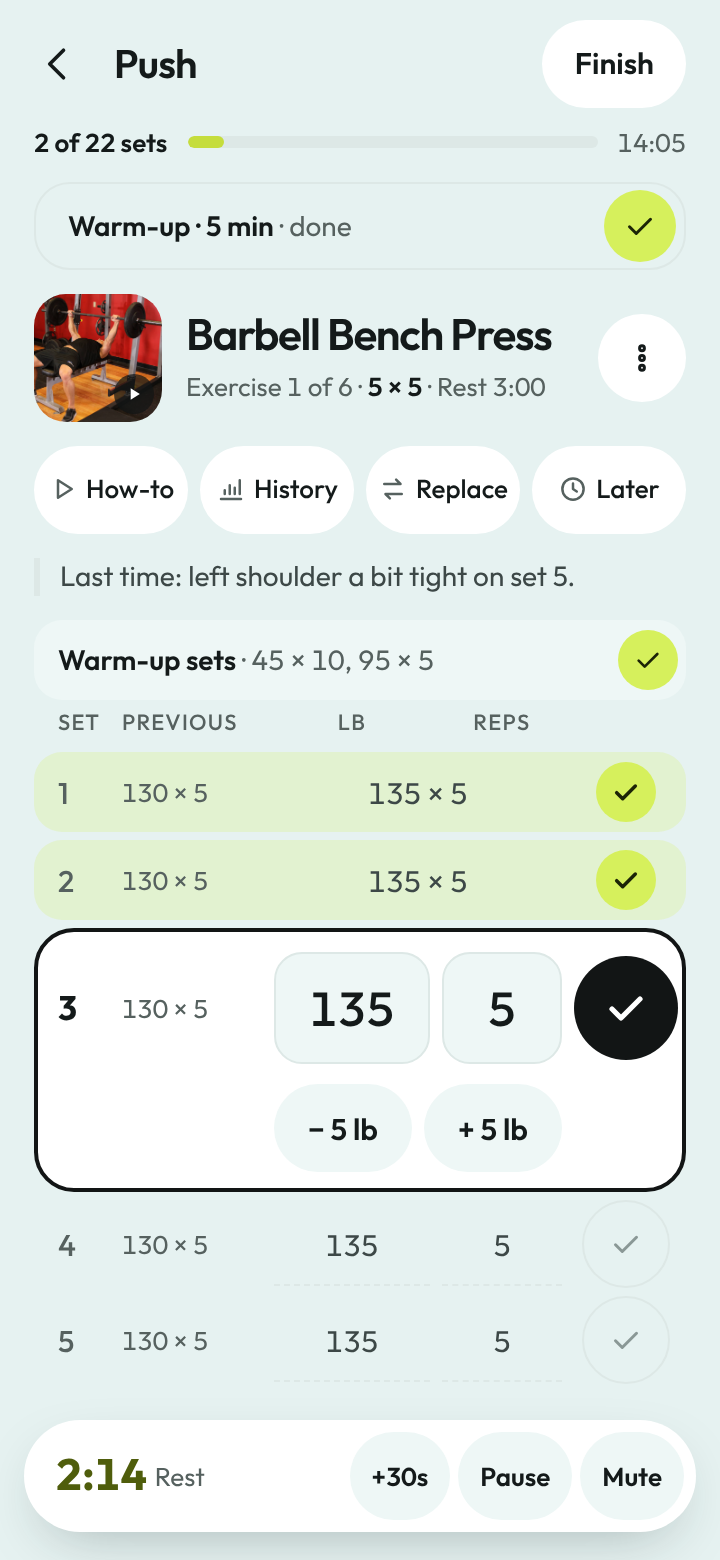 Push
Finish
2 of 22 sets 14:05
Warm-up · 5 min · done
Barbell Bench Press
Exercise 1 of 6 · 5 × 5 · Rest 3:00
How-to History Replace Later
Last time: left shoulder a bit tight on set 5.
Warm-up sets · 45 × 10, 95 × 5
SET PREVIOUS LB REPS
1 130 × 5 135 × 5
2 130 × 5 135 × 5
3 130 × 5 135 5
− 5 lb + 5 lb
4 130 × 5 135 5
5 130 × 5 135 5
2:14 Rest +30s Pause Mute